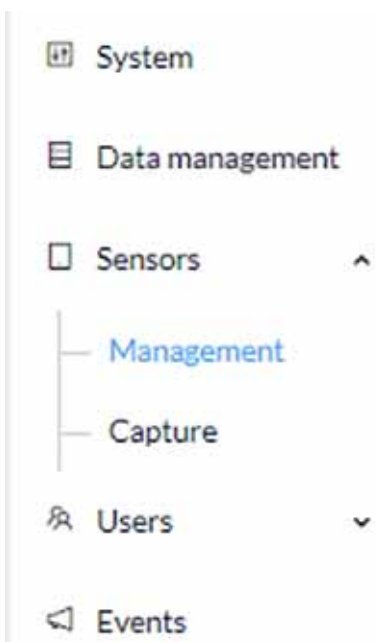 System
Data management
Sensors
Management
Capture
Users
Events